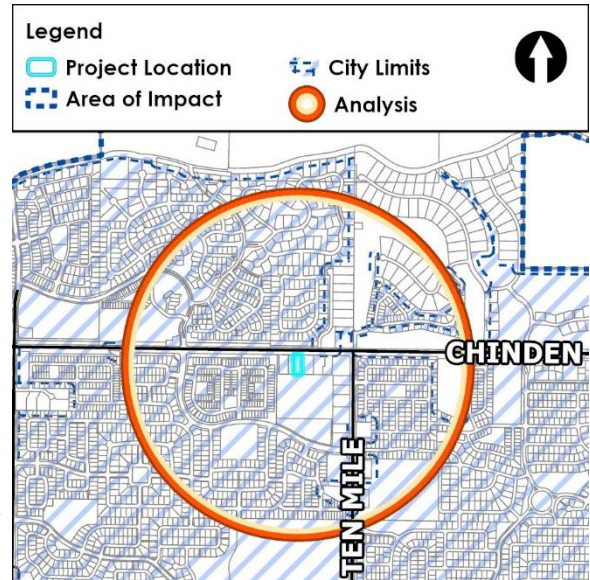 Legend
Project Location
City Limits
Area of Impact
Analysis
CHINDEN
TEN MILE